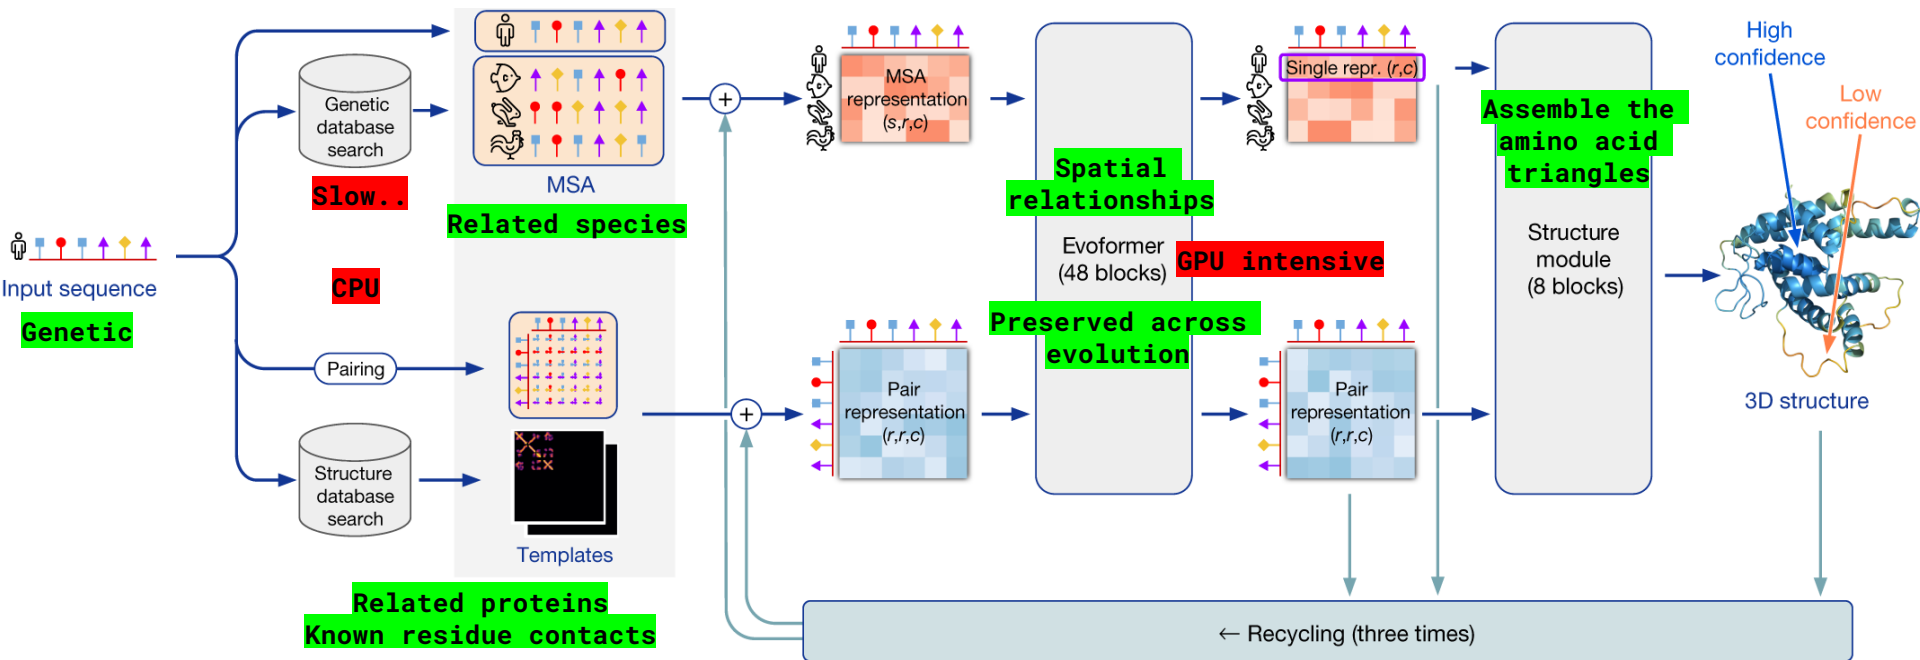 Input sequence
Genetic
Genetic
database
search
Slow..
CPU
Pairing
Structure
database
search
MSA
Related species
Templates
Related proteins
Known residue contacts
+
+
MSA
representation
(s,r,c)
Pair
representation
(r,r,c)
Spatial
relationships
Evoformer
(48 blocks)
GPU intensive
Preserved across
evolution
Single repr. (r,c)
Pair
representation
(r,r,c)
Assemble the
amino acid
triangles
Structure
module
(8 blocks)
High
confidence
Low
confidence
3D structure
← Recycling (three times)